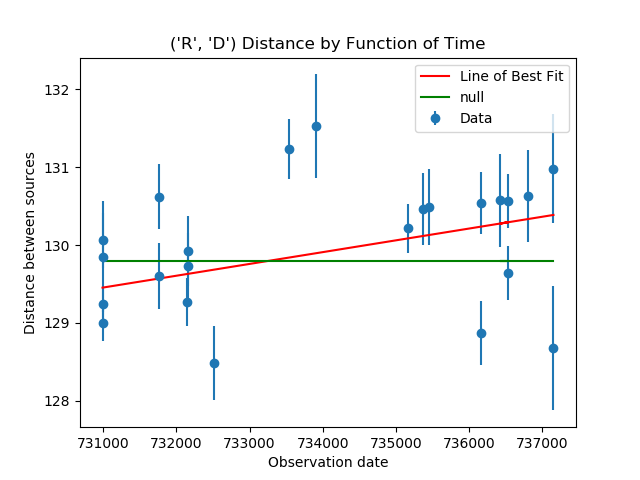 ('R', 'D') Distance by Function of Time
Line of Best Fit
null
Data
Distance between sources
132
131
130
129
128
731000 732000 733000 734000 735000 736000 737000
Observation date